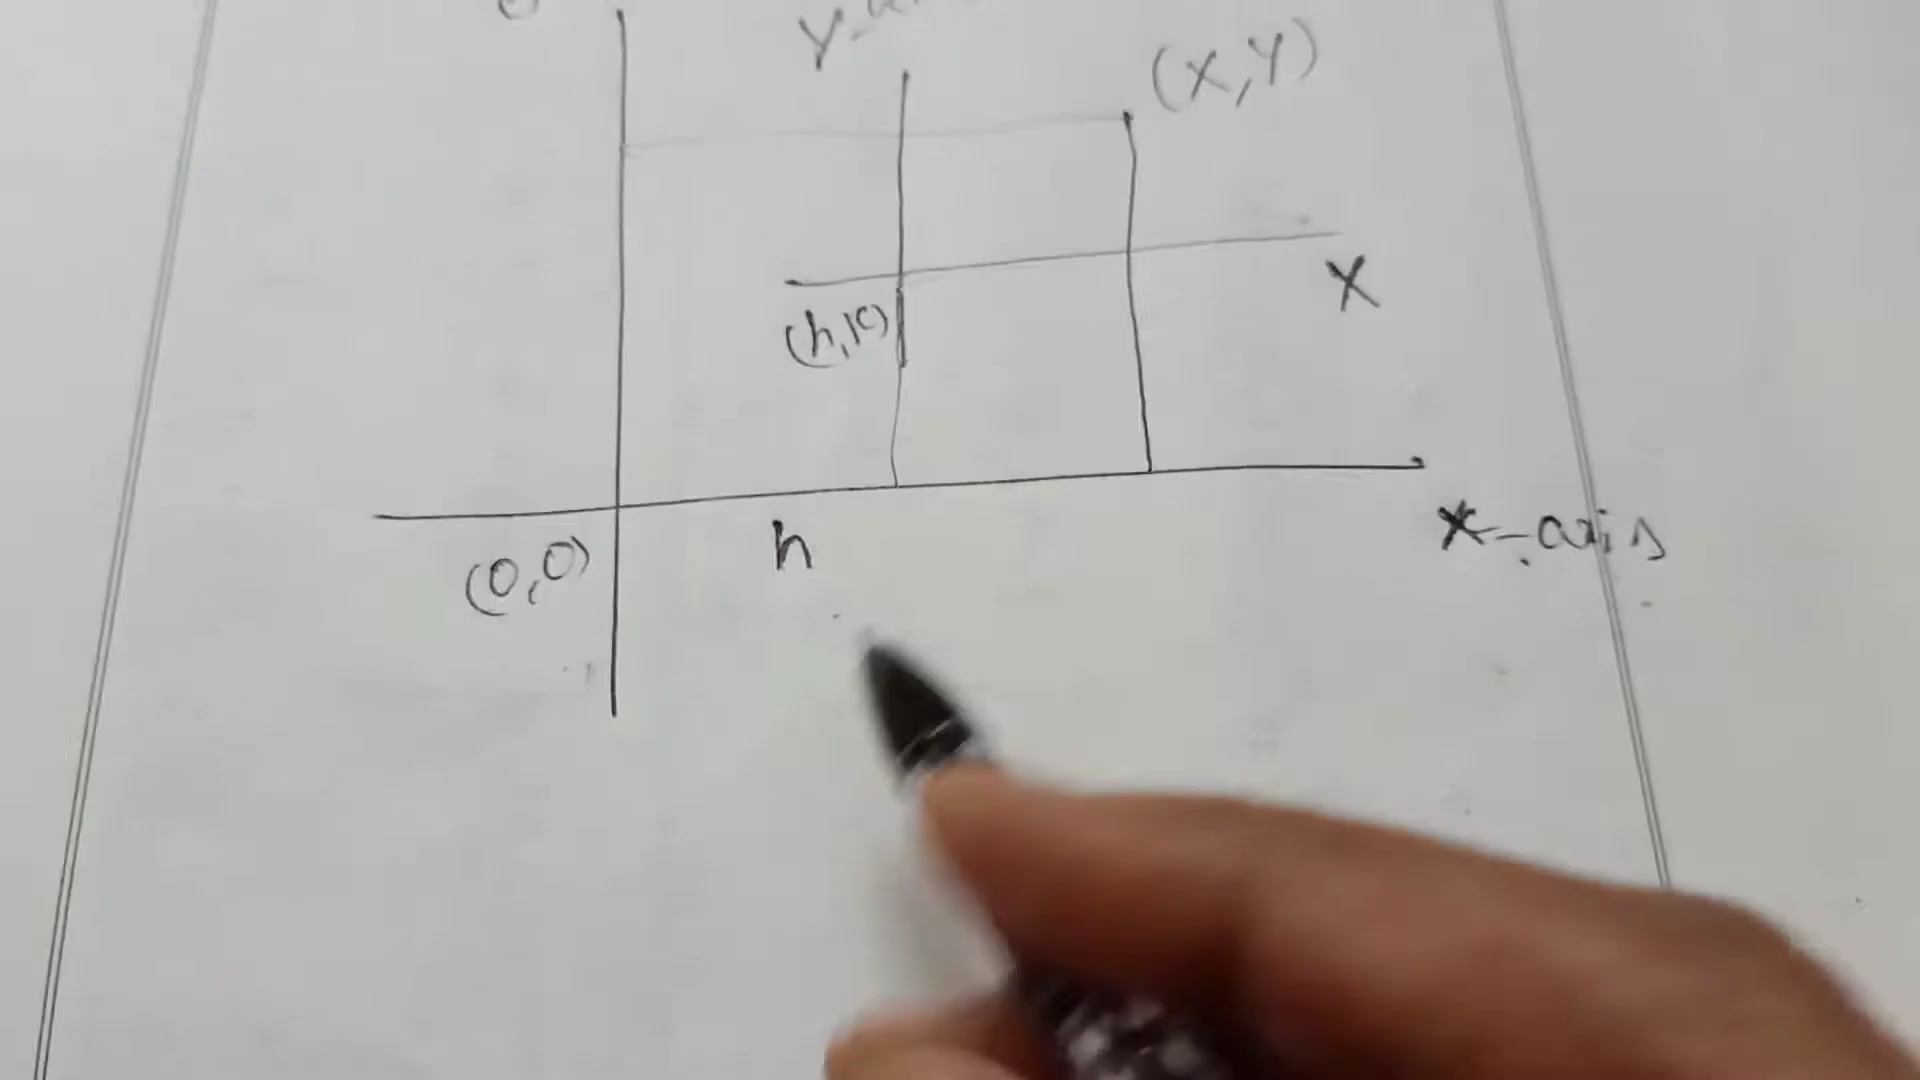 (X,Y)
X
(h,k)
x-axis
h
(0,0)